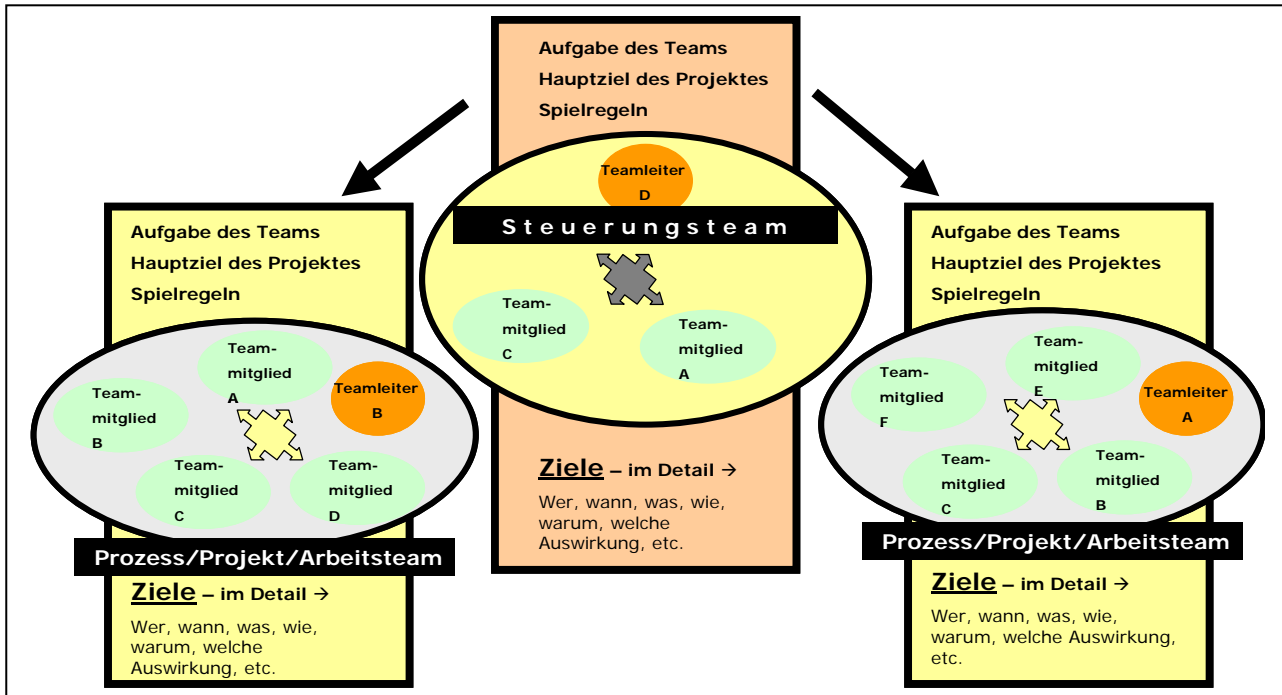 Aufgabe des Teams
Hauptziel des Projektes
Spielregeln
Teamleiter
D
Steuerungsteam
Team-
mitglied
C
Team-
mitglied
A
Ziele – im Detail →
Wer, wann, was, wie,
warum, welche
Auswirkung, etc.
Aufgabe des Teams
Hauptziel des Projektes
Spielregeln
Team-
mitglied
A
Teamleiter
B
Team-
mitglied
B
Team-
mitglied
C
Team-
mitglied
D
Prozess/Projekt/Arbeitsteam
Ziele – im Detail →
Wer, wann, was, wie,
warum, welche
Auswirkung, etc.
Aufgabe des Teams
Hauptziel des Projektes
Spielregeln
Team-
mitglied
E
Teamleiter
A
Team-
mitglied
F
Team-
mitglied
C
Team-
mitglied
B
Prozess/Projekt/Arbeitsteam
Ziele – im Detail →
Wer, wann, was, wie,
warum, welche Auswirkung,
etc.